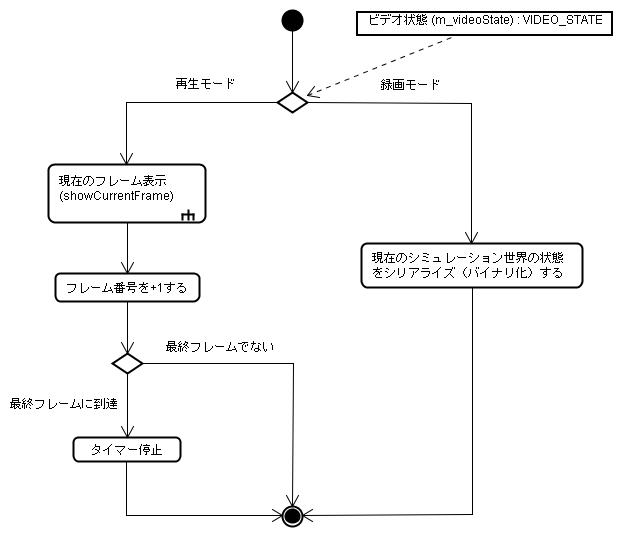 ビデオ状態 (m_videoState) : VIDEO_STATE
再生モード
録画モード
現在のフレーム表示
(showCurrentFrame)
現在のシミュレーション世界の状態
をシリアライズ（バイナリ化）する
フレーム番号を+1する
最終フレームでない
最終フレームに到達
タイマー停止